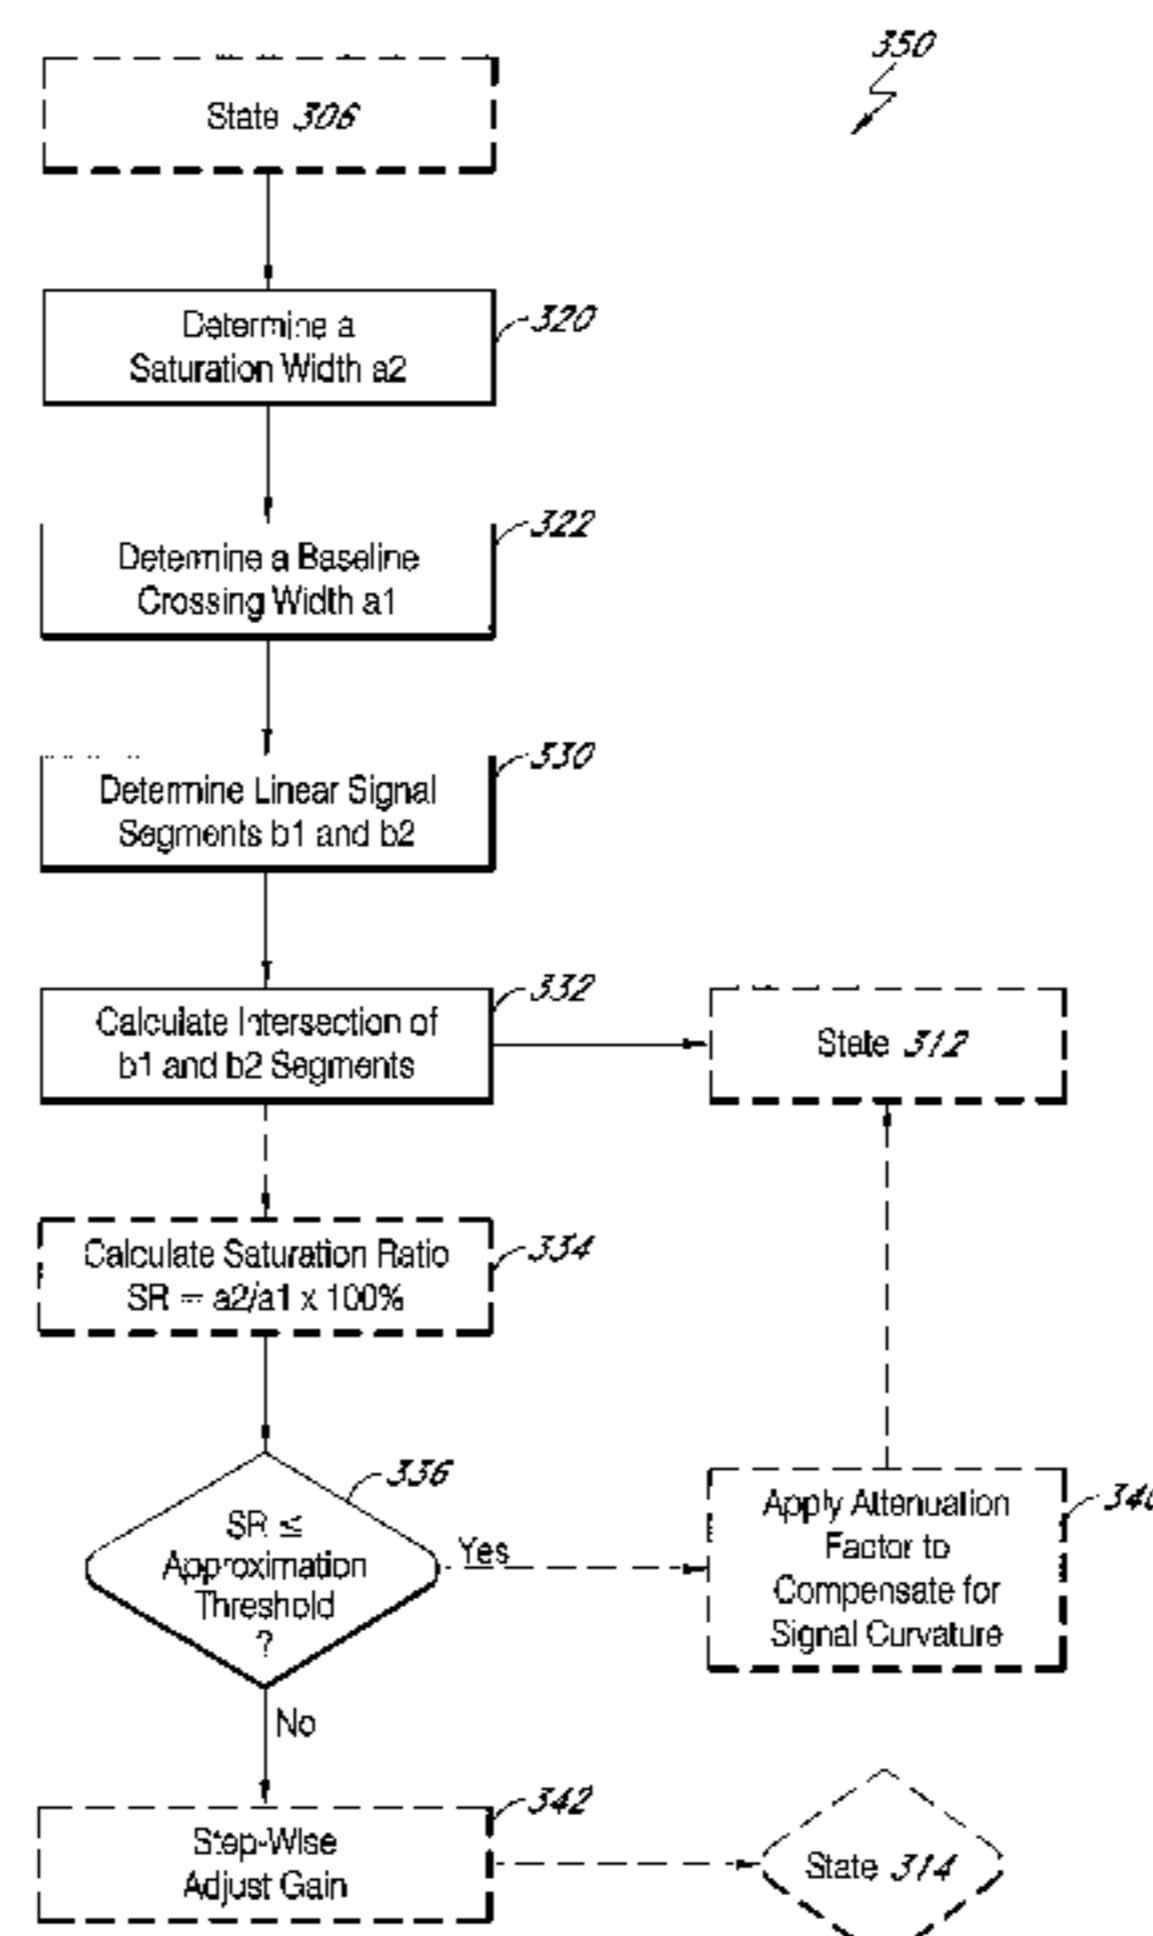 350
State 306
320
Determine a
Saturation Width a2
322
Determine a Baseline
Crossing Width a1
330
Determine Linear Signal
Segments b1 and b2
332
Calculate Intersection of
b1 and b2 Segments
State 312
334
Calculate Saturation Ratio
SR = a2/a1 x 100%
336
SR ≤
Approximation
Threshold
?
Yes
Apply Attenuation
Factor to
Compensate for
Signal Curvature
No
342
Step-Wise
Adjust Gain
State 314